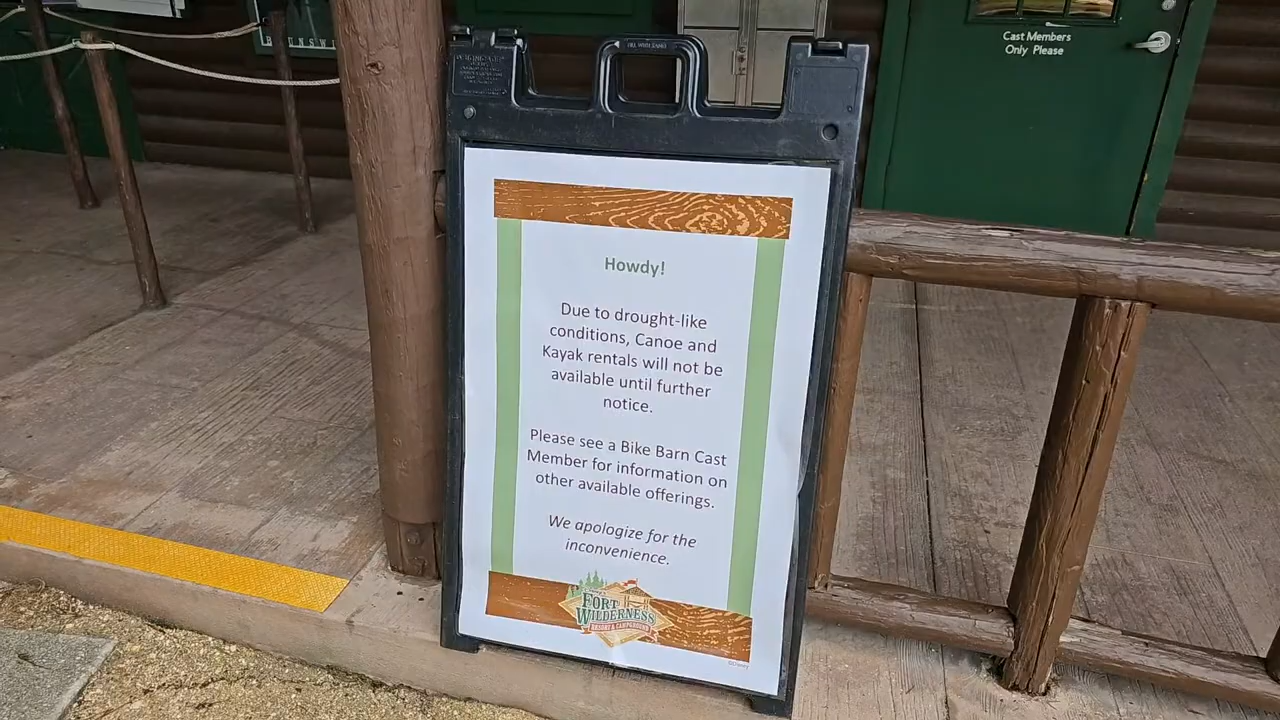 Cast Members
Only Please
Howdy!
Due to drought-like
conditions, Canoe and
Kayak rentals will not be
available until further
notice.
Please see a Bike Barn Cast
Member for information on
other available offerings.
We apologize for the
inconvenience.
FORT
WILDERNESS
RESORT & CAMPGROUND
©Disney